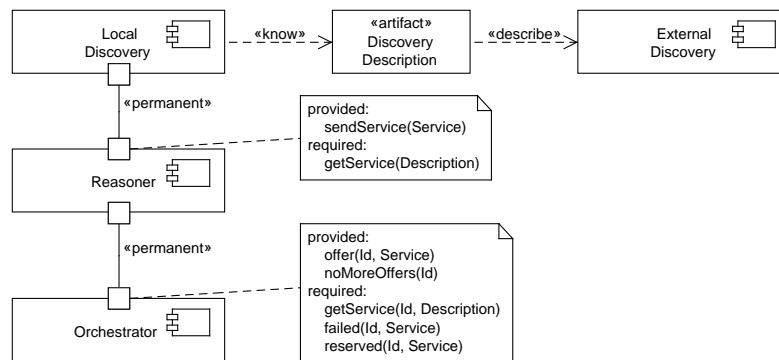 Local
Discovery
«know»
«artifact»
Discovery
Description
«describe»
External
Discovery
«permanent»
provided:
sendService(Service)
required:
getService(Description)
Reasoner
«permanent»
provided:
offer(Id, Service)
noMoreOffers(Id)
required:
getService(Id, Description)
failed(Id, Service)
reserved(Id, Service)
Orchestrator